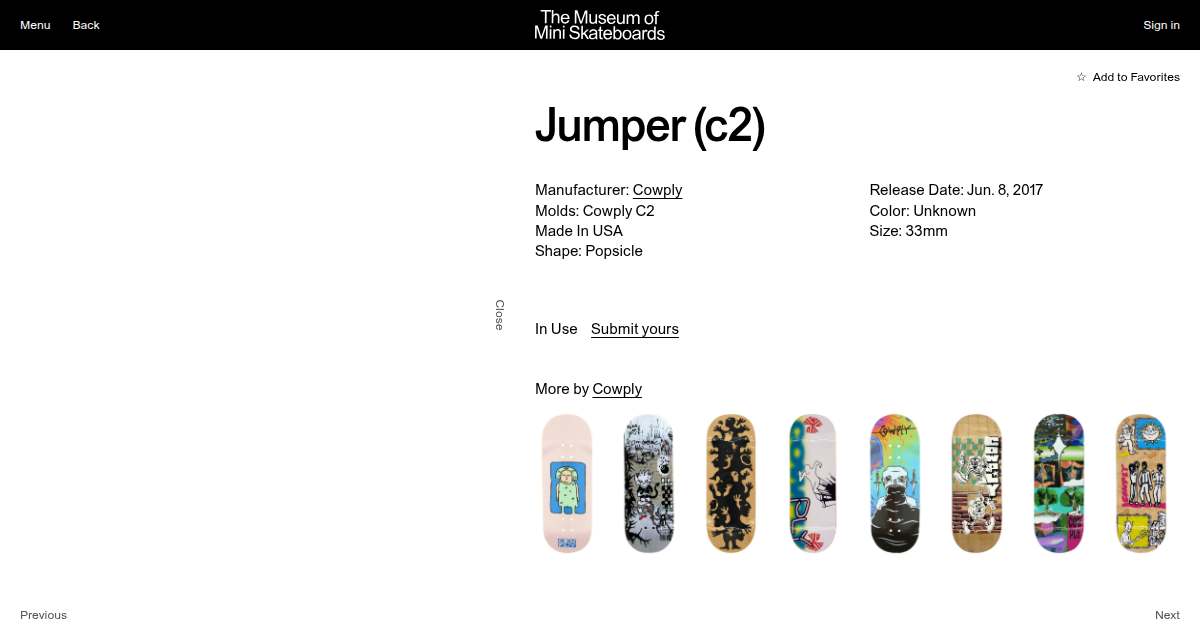 Menu
Back
The Museum of
Mini Skateboards
Sign in
☆ Add to Favorites
Jumper (c2)
Manufacturer: Cowply
Molds: Cowply C2
Made In USA
Shape: Popsicle
Release Date: Jun. 8, 2017
Color: Unknown
Size: 33mm
Close
In Use
Submit yours
More by Cowply
COWPLY
Previous
Next